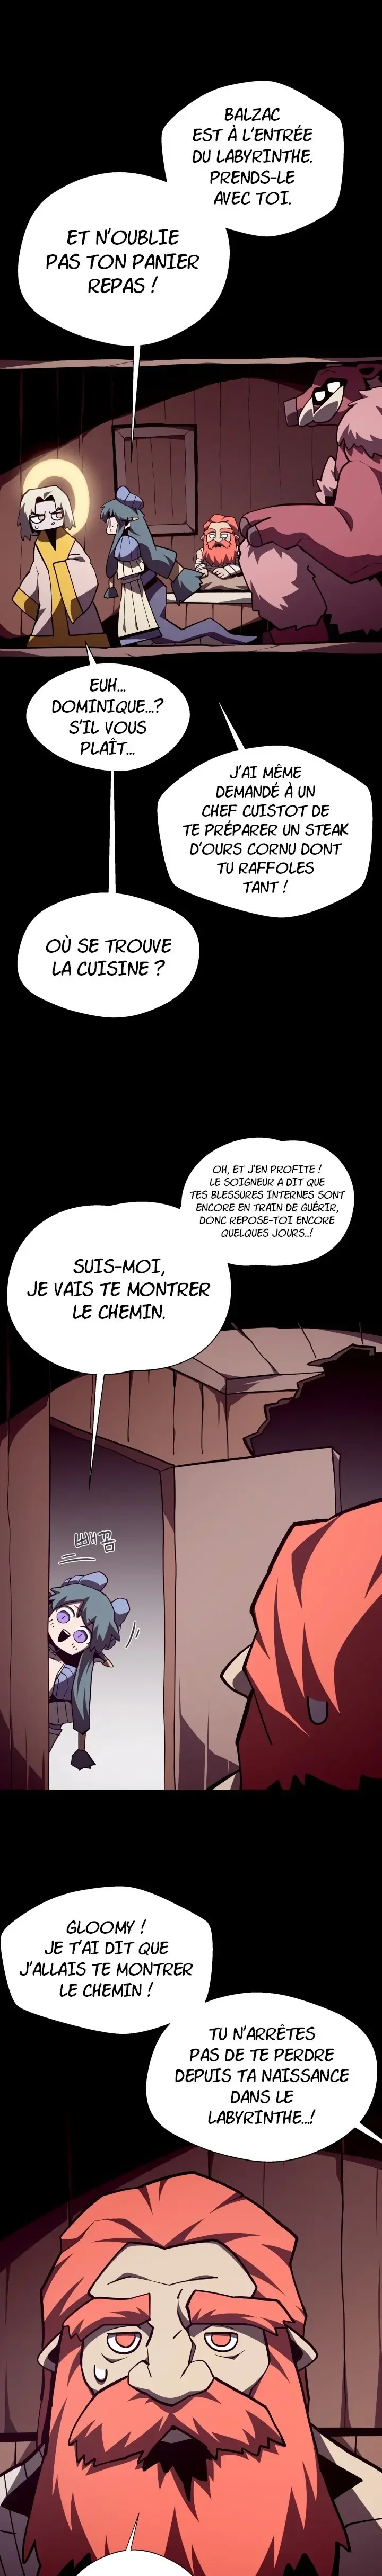 BALZAC
EST À L'ENTRÉE
DU LABYRINTHE.
PRENDS-LE
AVEC TOI.
ET N'OUBLIE
PAS TON PANIER
REPAS !
EUH...
DOMINIQUE...?
S'IL VOUS
PLAÎT...
J'AI MÊME
DEMANDÉ À UN
CHEF CUISTOT DE
TE PRÉPARER UN STEAK
D'OURS CORNU DONT
TU RAFFOLES
TANT !
OÙ SE TROUVE
LA CUISINE ?
OH, ET J'EN PROFITE !
LE SOIGNEUR A DIT QUE
TES BLESSURES INTERNES SONT
ENCORE EN TRAIN DE GUÉRIR,
DONC REPOSE-TOI ENCORE
QUELQUES JOURS...!
SUIS-MOI,
JE VAIS TE MONTRER
LE CHEMIN.
빼꼼
GLOOMY !
JE T'AI DIT QUE
J'ALLAIS TE MONTRER
LE CHEMIN !
TU N'ARRÊTES
PAS DE TE PERDRE
DEPUIS TA NAISSANCE
DANS LE
LABYRINTHE...!